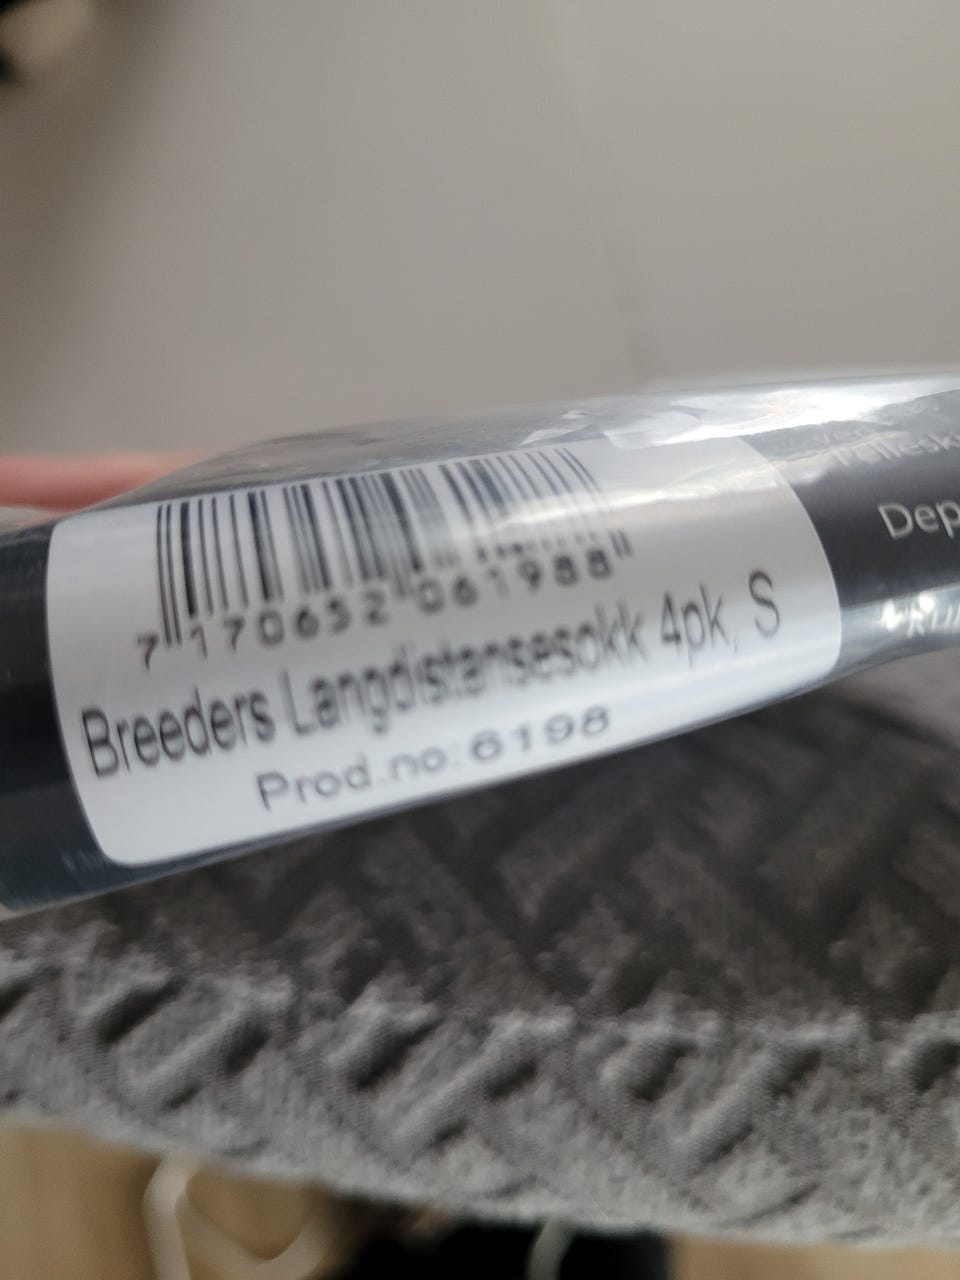 7 170652 061988
Breeders Langdistansesokk 4pk, S
Prod.no: 6198
Dep